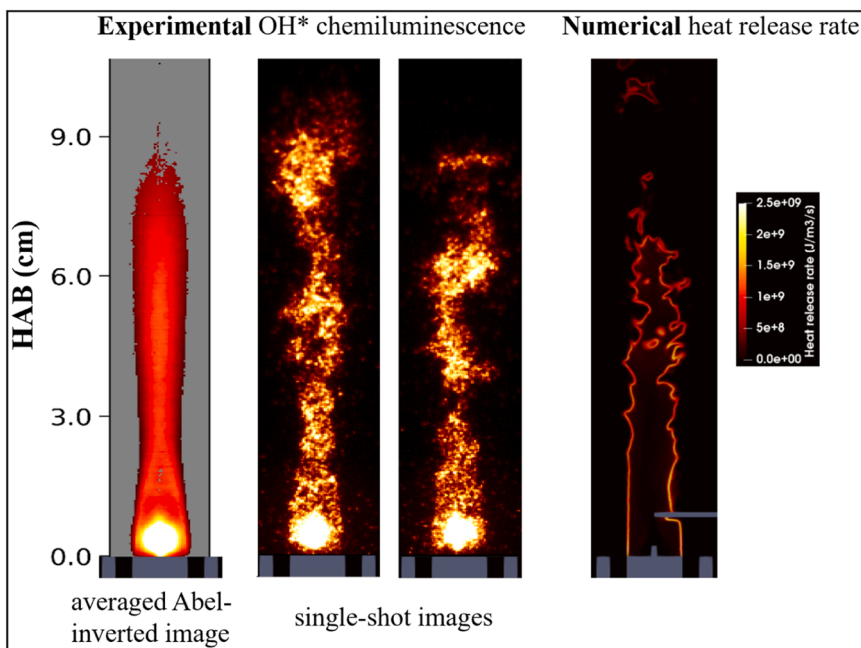 Experimental OH* chemiluminescence
Numerical heat release rate
HAB (cm)
9.0
6.0
3.0
0.0
2.5e+09
2e+9
1e+9
1e+9
5e+8
0.0e+00
Heat release rate (J/m3/s)
averaged Abel-
inverted image
single-shot images